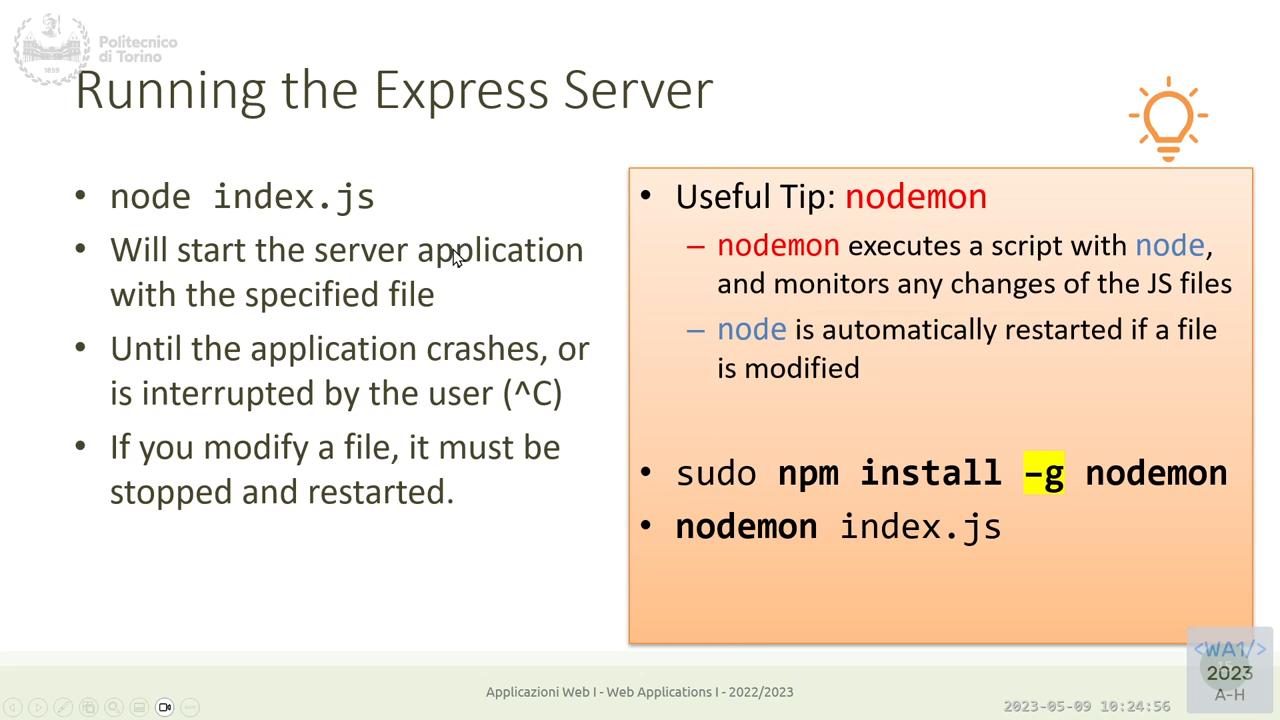 Politecnico
di Torino
1859
Running the Express Server
• node index.js
• Will start the server application
with the specified file
• Until the application crashes, or
is interrupted by the user (^C)
• If you modify a file, it must be
stopped and restarted.
• Useful Tip: nodemon
– nodemon executes a script with node,
and monitors any changes of the JS files
– node is automatically restarted if a file
is modified
• sudo npm install –g nodemon
• nodemon index.js
Applicazioni Web I - Web Applications I - 2022/2023
2023-05-09 10:24:56
<WA1/>
2023
A-H